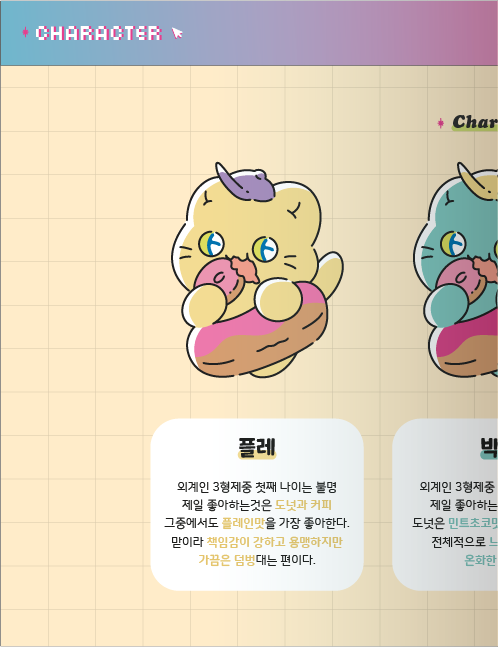 CHARACTER
Char
플레
외계인 3형제중 첫째 나이는 불명
제일 좋아하는것은 도넛과 커피
그중에서도 플레인맛을 가장 좋아한다.
맏이라 책임감이 강하고 용맹하지만
가끔은 덤벙대는 편이다.
박
외계인 3형제중
제일 좋아하는
도넛은 민트초코맛
전체적으로 느
온화한